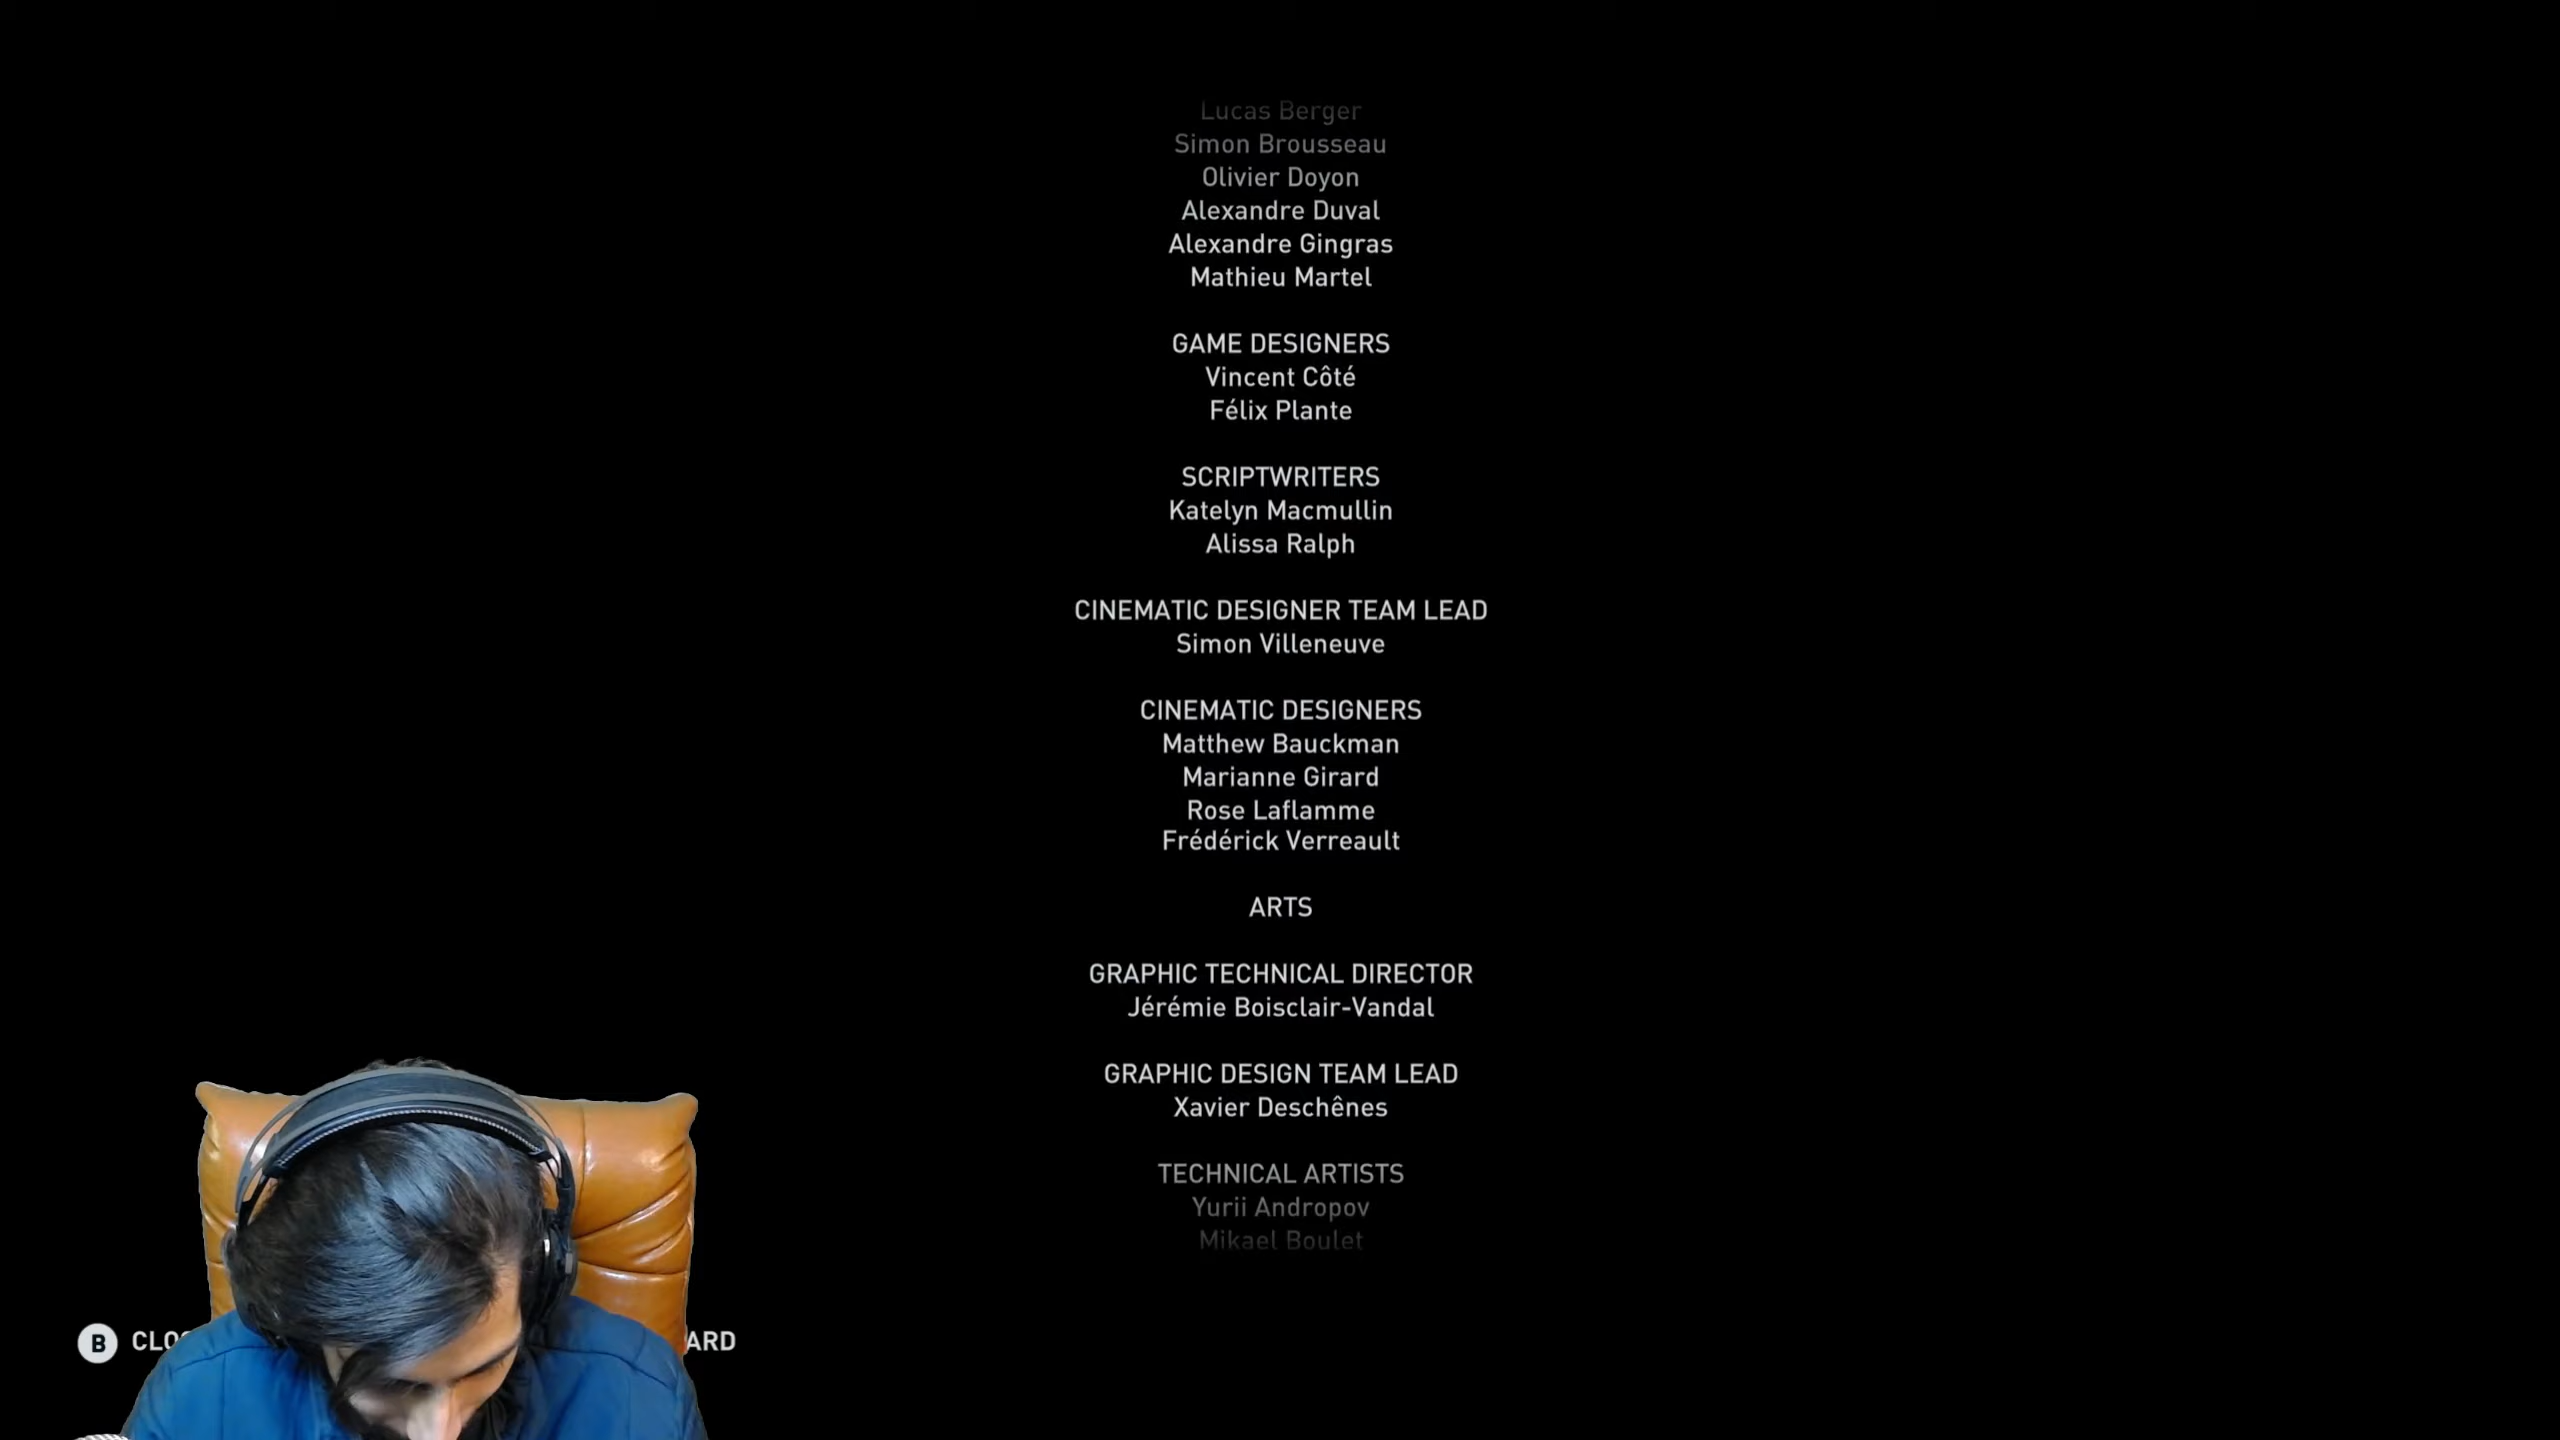 Lucas Berger
Simon Brousseau
Olivier Doyon
Alexandre Duval
Alexandre Gingras
Mathieu Martel
GAME DESIGNERS
Vincent Côté
Félix Plante
SCRIPTWRITERS
Katelyn Macmullin
Alissa Ralph
CINEMATIC DESIGNER TEAM LEAD
Simon Villeneuve
CINEMATIC DESIGNERS
Matthew Bauckman
Marianne Girard
Rose Laflamme
Frédérick Verreault
ARTS
GRAPHIC TECHNICAL DIRECTOR
Jérémie Boisclair-Vandal
GRAPHIC DESIGN TEAM LEAD
Xavier Deschênes
TECHNICAL ARTISTS
Yurii Andropov
Mikael Boulet
B